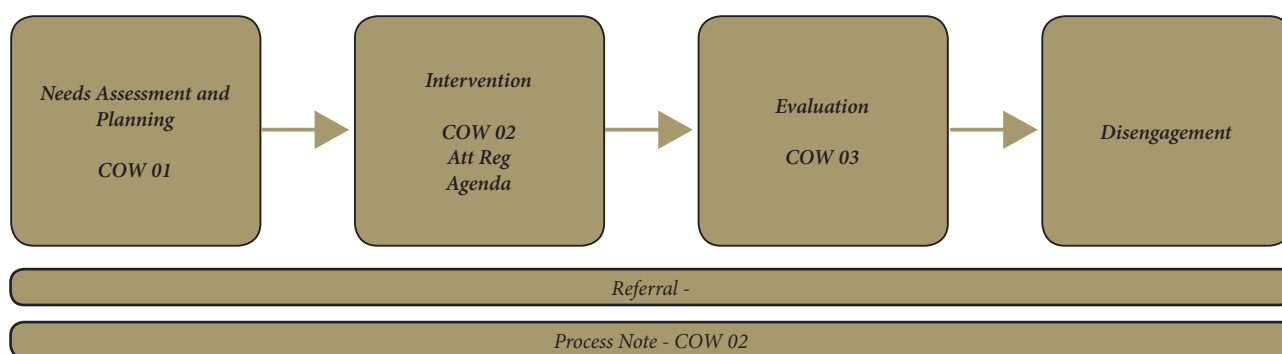 Needs Assessment and
Planning
COW 01
Intervention
COW 02
Att Reg
Agenda
Evaluation
COW 03
Disengagement
Referral -
Process Note - COW 02